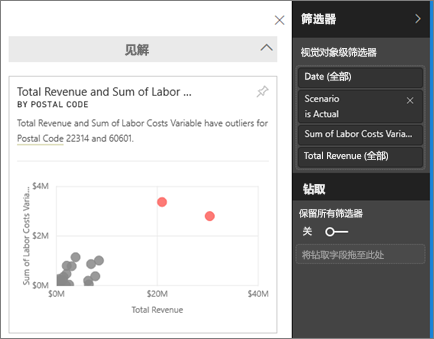 见解
Total Revenue and Sum of Labor ...
BY POSTAL CODE
Total Revenue and Sum of Labor Costs Variable have outliers for
Postal Code 22314 and 60601.
Sum of Labor Costs Varia...
$4M
$2M
$0M
$0M
$20M
$40M
Total Revenue
筛选器
视觉对象级筛选器
Date (全部)
Scenario
is Actual
Sum of Labor Costs Varia...
Total Revenue (全部)
钻取
保留所有筛选器
关
将钻取字段拖至此处